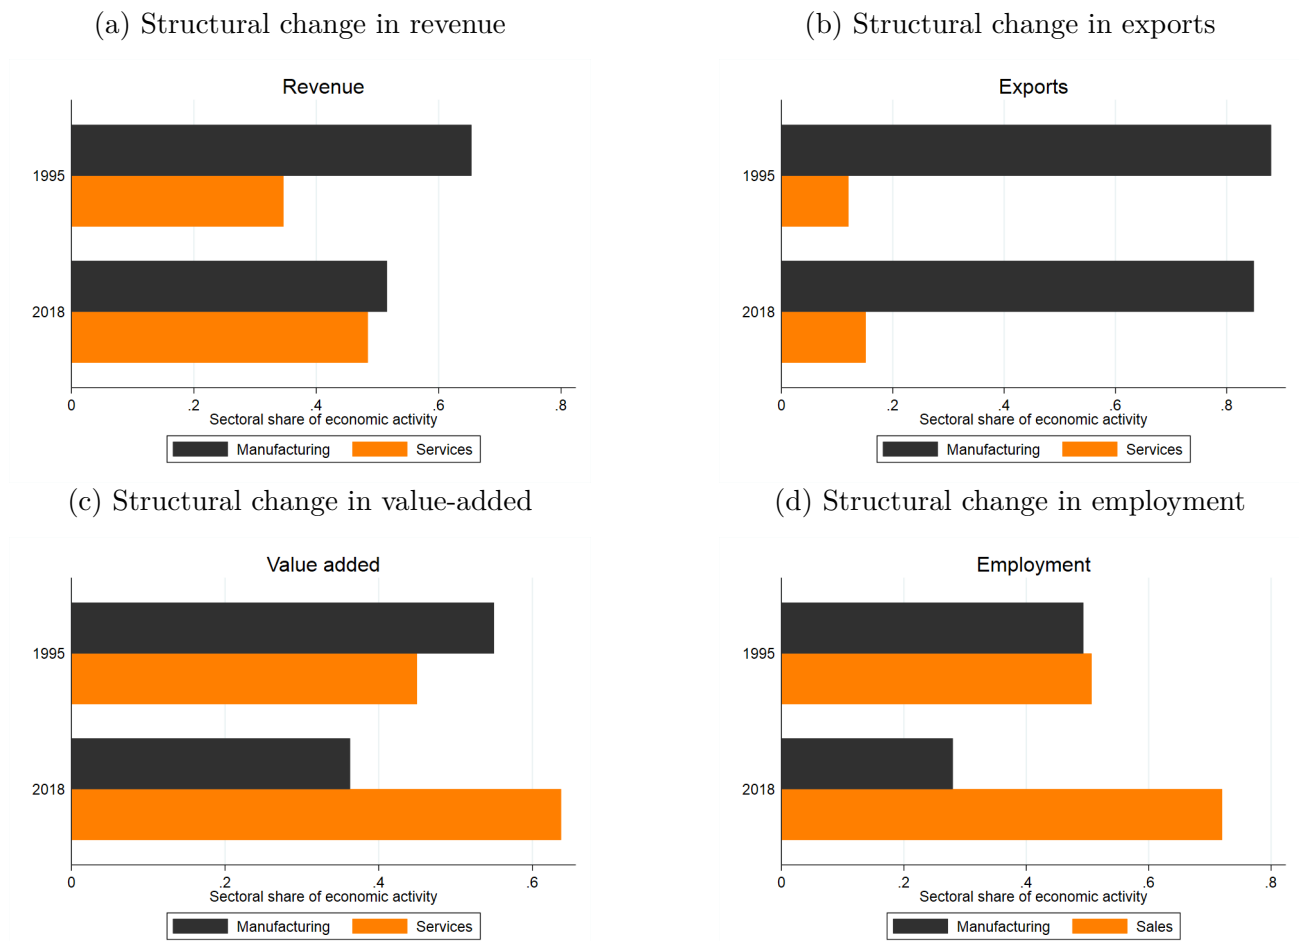 (a) Structural change in revenue
Revenue
1995
2018
0 .2 .4 .6 .8
Sectoral share of economic activity
Manufacturing Services
(b) Structural change in exports
Exports
1995
2018
0 .2 .4 .6 .8
Sectoral share of economic activity
Manufacturing Services
(c) Structural change in value-added
Value added
1995
2018
0 .2 .4 .6
Sectoral share of economic activity
Manufacturing Services
(d) Structural change in employment
Employment
1995
2018
0 .2 .4 .6 .8
Sectoral share of economic activity
Manufacturing Sales